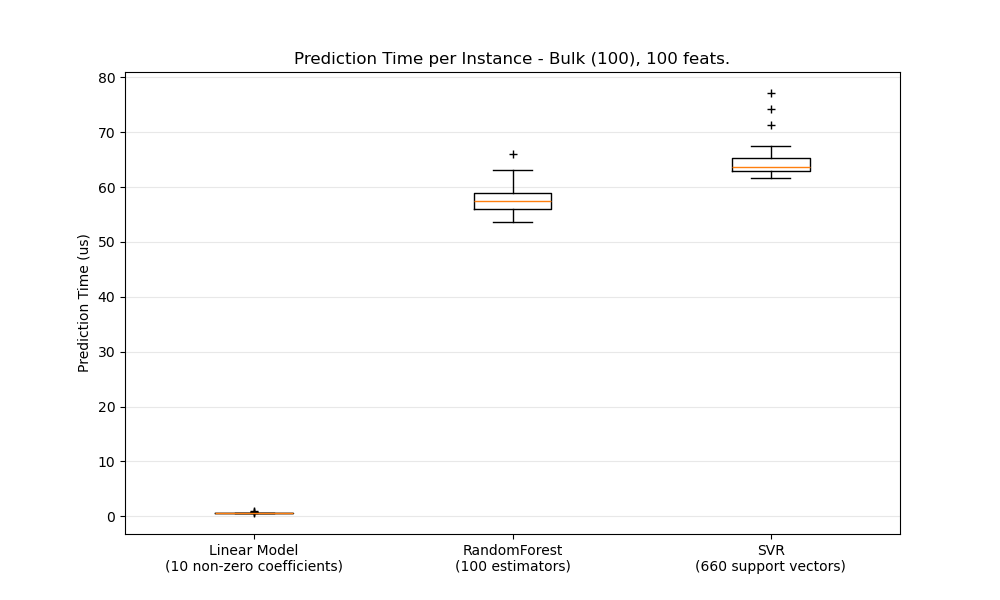 Prediction Time per Instance - Bulk (100), 100 feats.
Prediction Time (us)
80
70
60
50
40
30
20
10
0
Linear Model
(10 non-zero coefficients)
RandomForest
(100 estimators)
SVR
(660 support vectors)